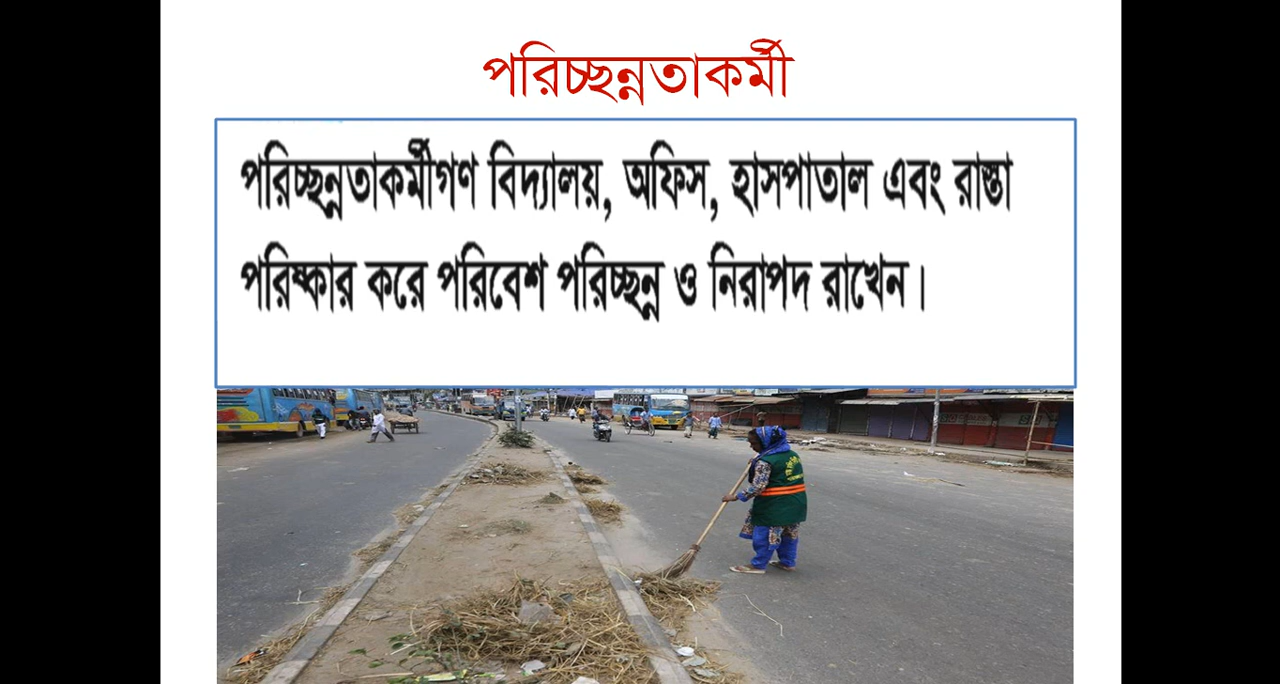 পরিচ্ছন্নতাকর্মী
পরিচ্ছন্নতাকর্মীগণ বিদ্যালয়, অফিস, হাসপাতাল এবং রাস্তা
পরিষ্কার করে পরিবেশ পরিচ্ছন্ন ও নিরাপদ রাখেন।